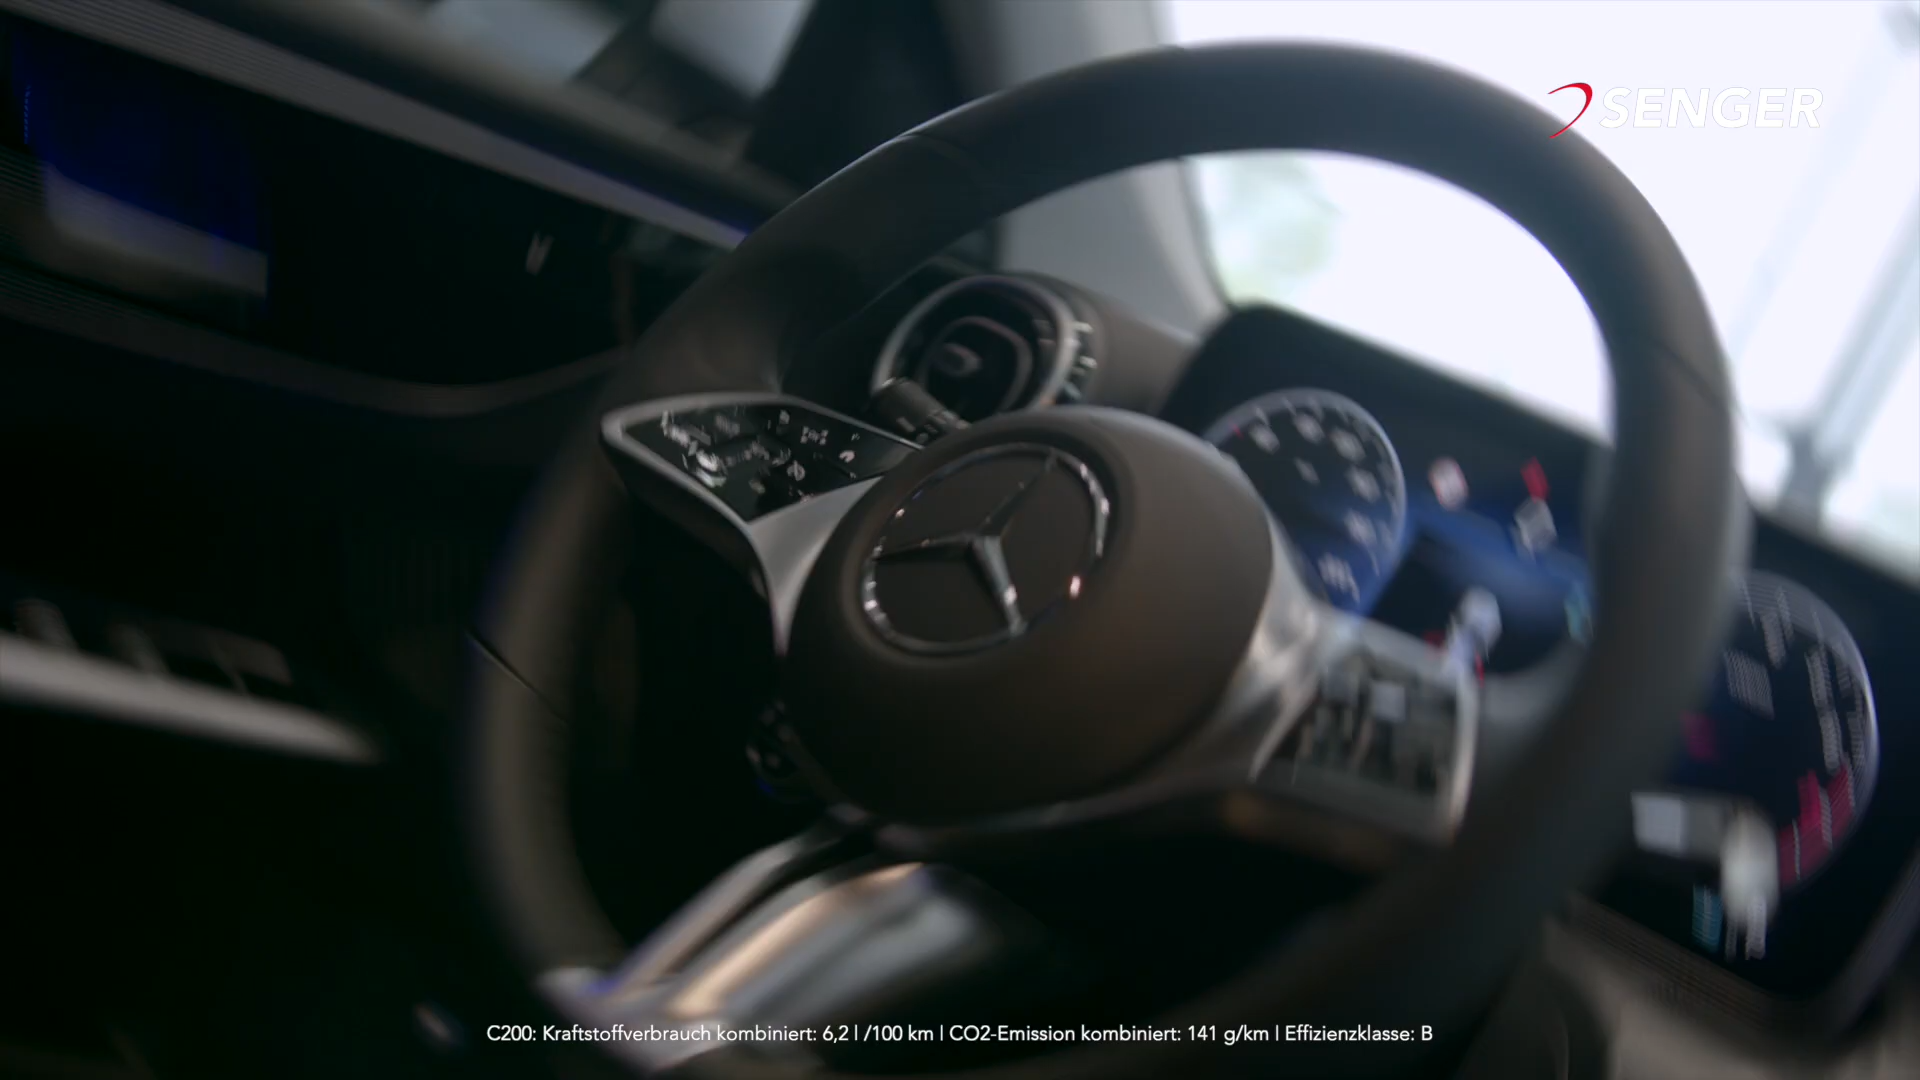 SENGER
C200: Kraftstoffverbrauch kombiniert: 6,2 l /100 km | CO2-Emission kombiniert: 141 g/km | Effizienzklasse: B